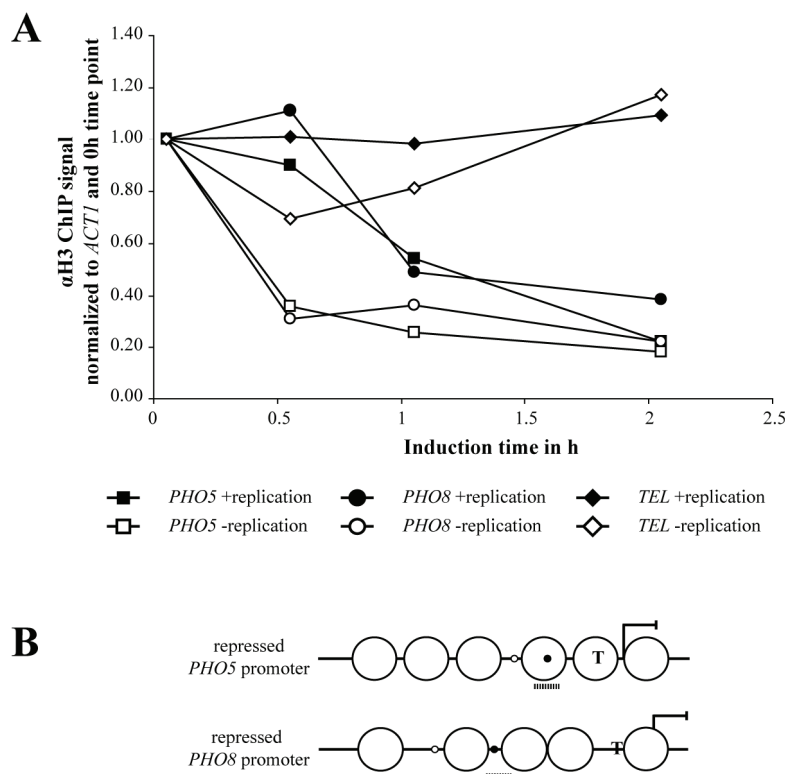 A
αH3 ChIP signal
normalized to ACT1 and 0h time point
1.40
1.20
1.00
0.80
0.60
0.40
0.20
0.00
0 0.5 1 1.5 2 2.5
Induction time in h
PHO5 +replication PHO8 +replication TEL +replication
PHO5 -replication PHO8 -replication TEL -replication
B
repressed
PHO5 promoter
T
repressed
PHO8 promoter
T